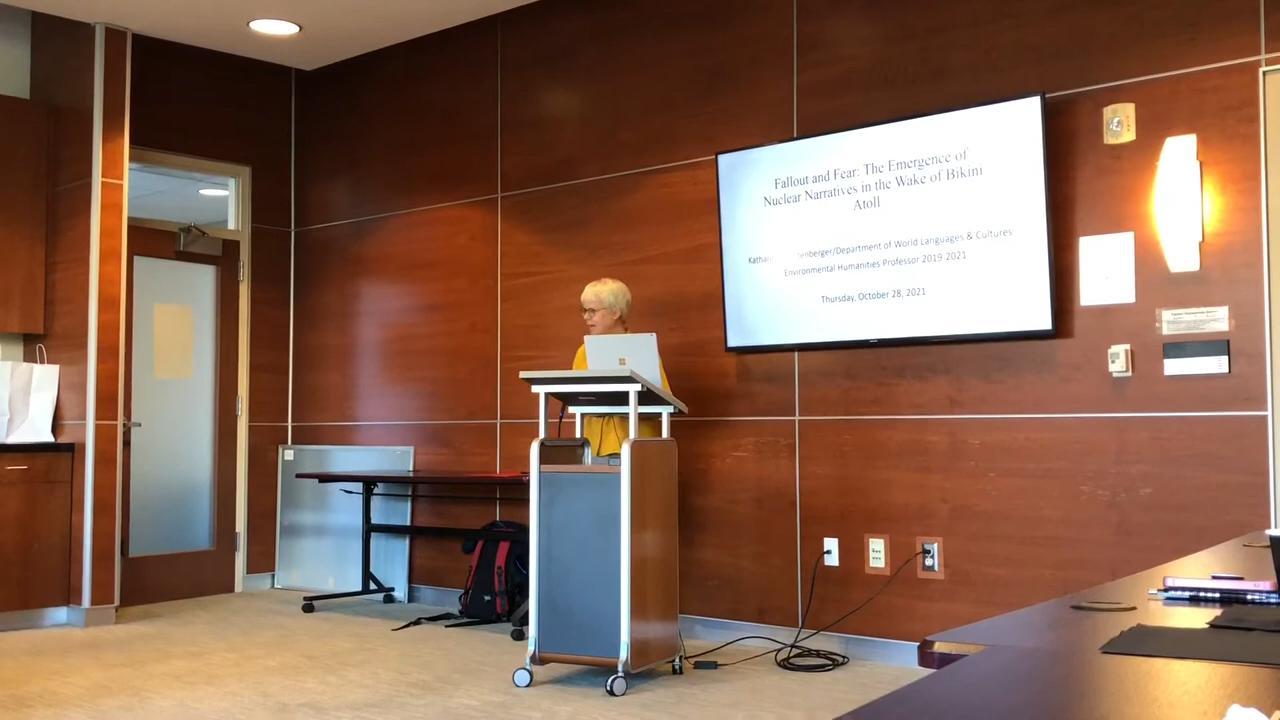 Fallout and Fear: The Emergence of
Nuclear Narratives in the Wake of Bikini
Atoll
tenberger/Department of World Languages & Cultures
Environmental Humanities Professor 2019-2021
Thursday, October 28, 2021